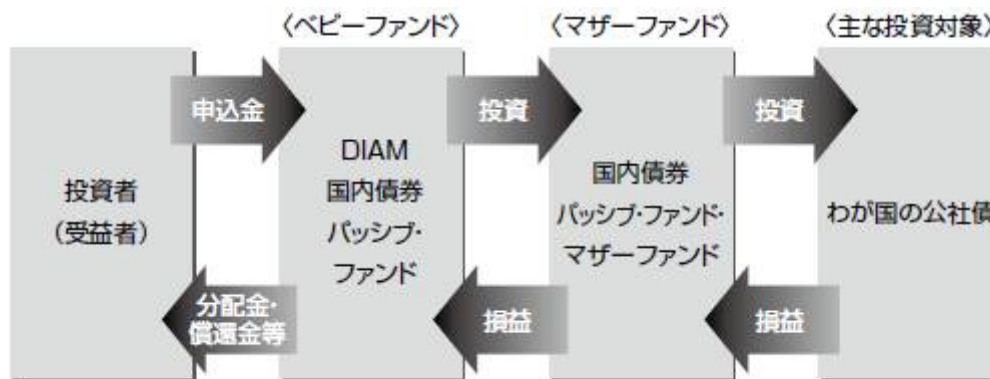 〈ベビーファンド〉
〈マザーファンド〉
〈主な投資対象〉
申込金
投資
投資
投資者
（受益者）
DIAM
国内債券
パッシブ・
ファンド
国内債券
パッシブ・ファンド・
マザーファンド
わが国の公社債
分配金・
償還金等
損益
損益